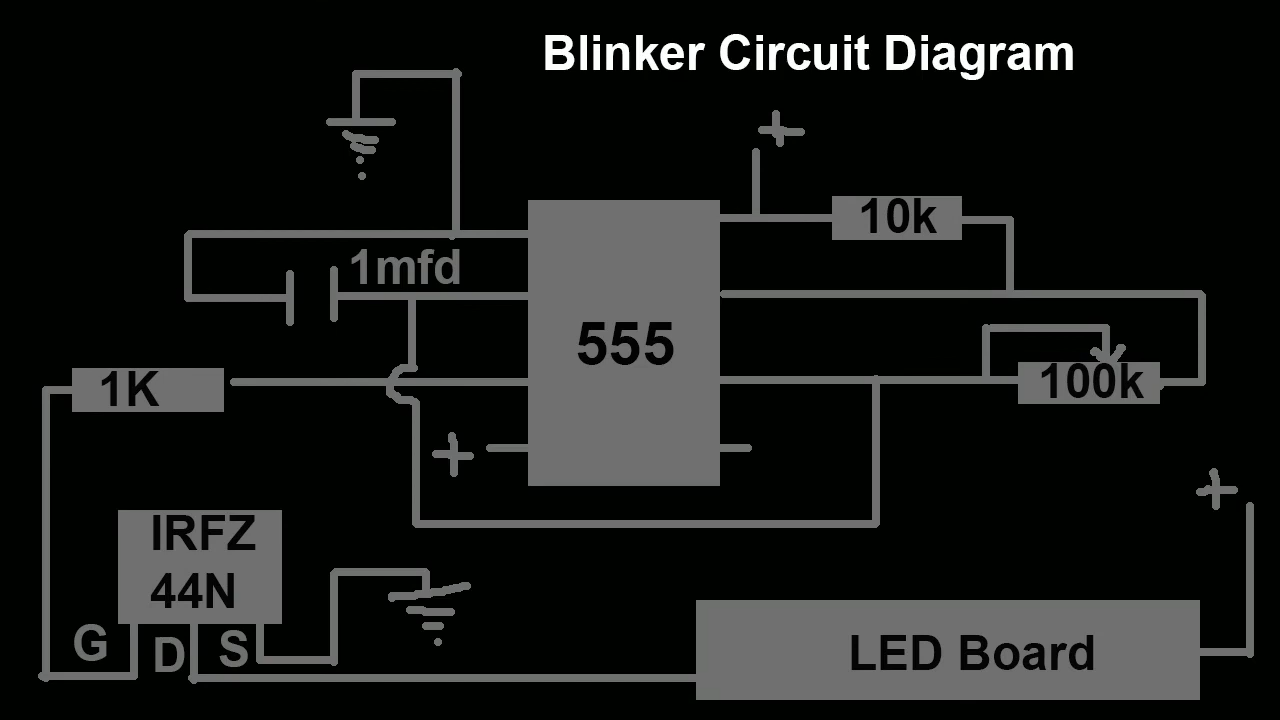 Blinker Circuit Diagram
10k
1mfd
555
100k
1K
IRFZ
44N
G
D
S
LED Board